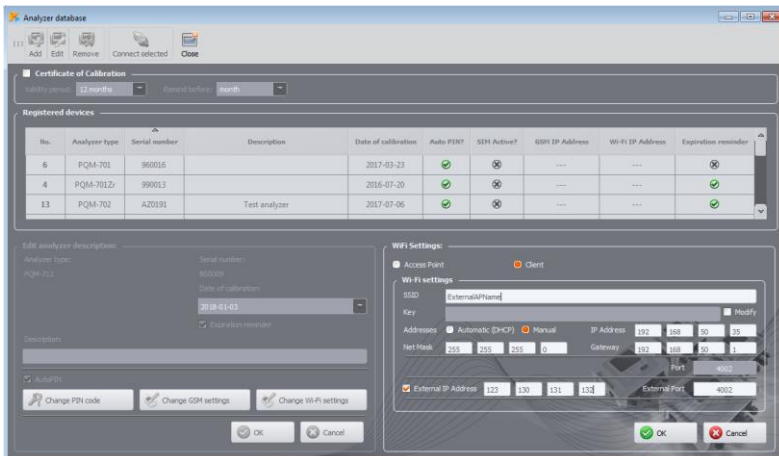 Analyzer database
Add Edit Remove Connect selected Close
Certificate of Calibration
Validity period: 12 months Remind before: month
Registered devices
No. Analyzer type Serial number Description Date of calibration Auto PIN? SIM Active? GSM IP Address Wi-Fi IP Address Expiration reminder
6 PQM-701 960016 2017-03-23 --- ---
4 PQM-701Zr 990013 2016-07-20 --- ---
13 PQM-702 AZ0191 Test analyzer 2017-07-06 --- ---
Edit analyzer description:
Analyzer type: Serial number:
PQM-711
Date of calibration:
2018-01-03
Expiration reminder
Description:
AutoPIN
Change PIN code Change GSM settings Change Wi-Fi settings
OK Cancel
WiFi Settings:
Access Point Client
Wi-Fi settings
SSID ExternalAPName
Key Modify
Addresses Automatic (DHCP) Manual IP Address 192 168 50 35
Net Mask 255 255 255 0 Gateway 192 168 50 1
Port 4002
External IP Address 123 130 131 132 External Port 4002
OK Cancel